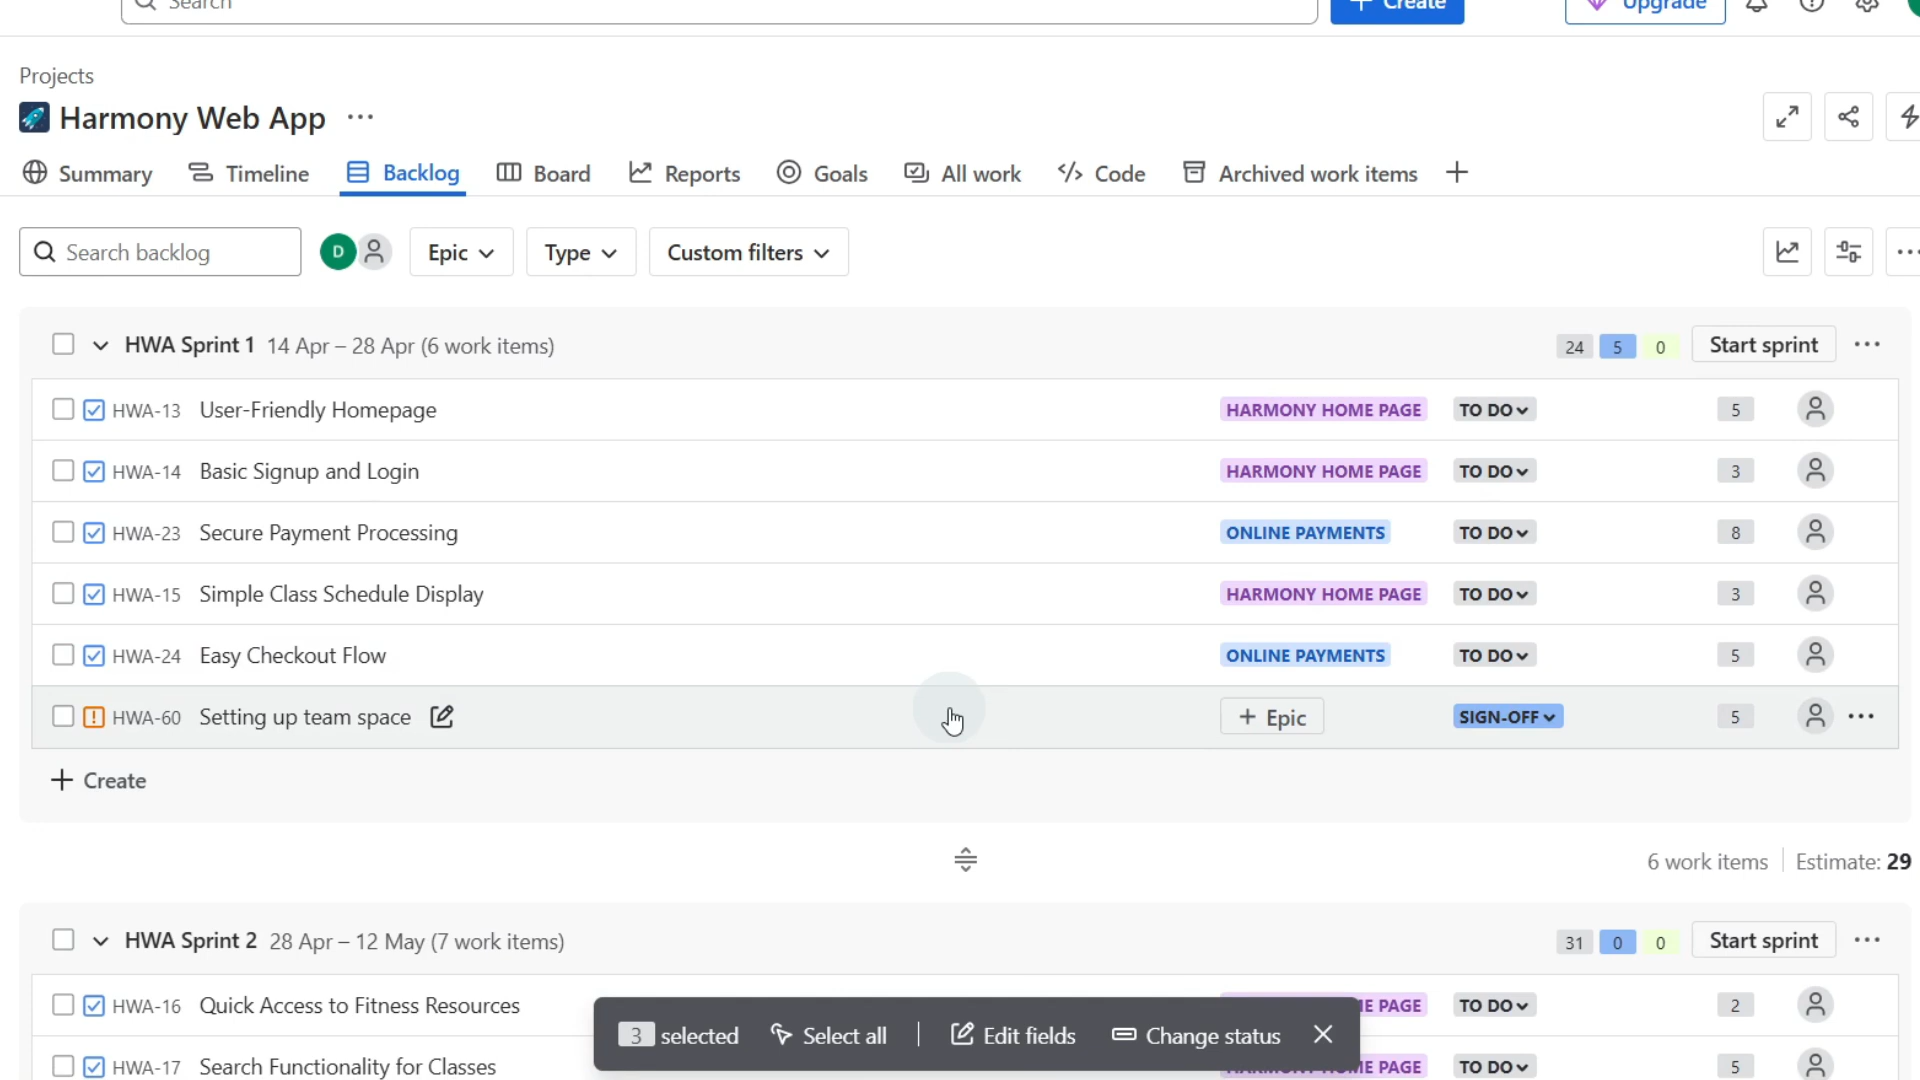 Search
Create
Upgrade
Projects
Harmony Web App
Summary Timeline Backlog Board Reports Goals All work Code Archived work items
Search backlog D Epic Type Custom filters
HWA Sprint 1 14 Apr – 28 Apr (6 work items) 24 5 0 Start sprint
HWA-13 User-Friendly Homepage HARMONY HOME PAGE TO DO 5
HWA-14 Basic Signup and Login HARMONY HOME PAGE TO DO 3
HWA-23 Secure Payment Processing ONLINE PAYMENTS TO DO 8
HWA-15 Simple Class Schedule Display HARMONY HOME PAGE TO DO 3
HWA-24 Easy Checkout Flow ONLINE PAYMENTS TO DO 5
HWA-60 Setting up team space + Epic SIGN-OFF 5
+ Create
6 work items Estimate: 29
HWA Sprint 2 28 Apr – 12 May (7 work items) 31 0 0 Start sprint
HWA-16 Quick Access to Fitness Resources PAGE TO DO 2
3 selected Select all Edit fields Change status
HWA-17 Search Functionality for Classes PAGE TO DO 5